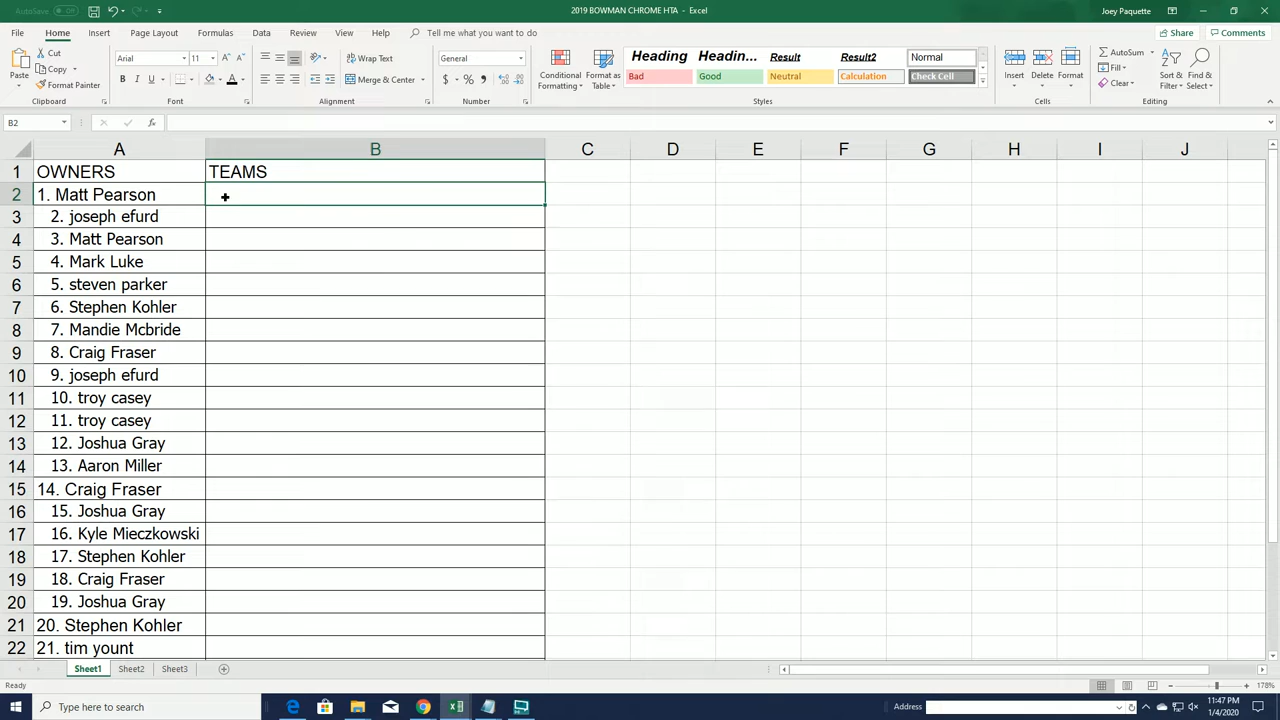 AutoSave Off
2019 BOWMAN CHROME HTA - Excel
Joey Paquette
File Home Insert Page Layout Formulas Data Review View Help Tell me what you want to do
Share Comments
Paste
Cut
Copy
Format Painter
Clipboard
Arial 11
B I U
Font
Wrap Text
Merge & Center
Alignment
General
$ % ,
Number
Conditional Formatting
Format as Table
Heading Headin... Result Result2 Normal
Bad Good Neutral Calculation Check Cell
Styles
Insert Delete Format
Cells
AutoSum
Fill
Clear
Sort & Filter
Find & Select
Editing
B2
fx
A B C D E F G H I J
1 OWNERS TEAMS
2 1. Matt Pearson
3 2. joseph efurd
4 3. Matt Pearson
5 4. Mark Luke
6 5. steven parker
7 6. Stephen Kohler
8 7. Mandie Mcbride
9 8. Craig Fraser
10 9. joseph efurd
11 10. troy casey
12 11. troy casey
13 12. Joshua Gray
14 13. Aaron Miller
15 14. Craig Fraser
16 15. Joshua Gray
17 16. Kyle Mieczkowski
18 17. Stephen Kohler
19 18. Craig Fraser
20 19. Joshua Gray
21 20. Stephen Kohler
22 21. tim yount
Sheet1 Sheet2 Sheet3
Ready
178%
Type here to search
Address
11:47 PM
1/4/2020